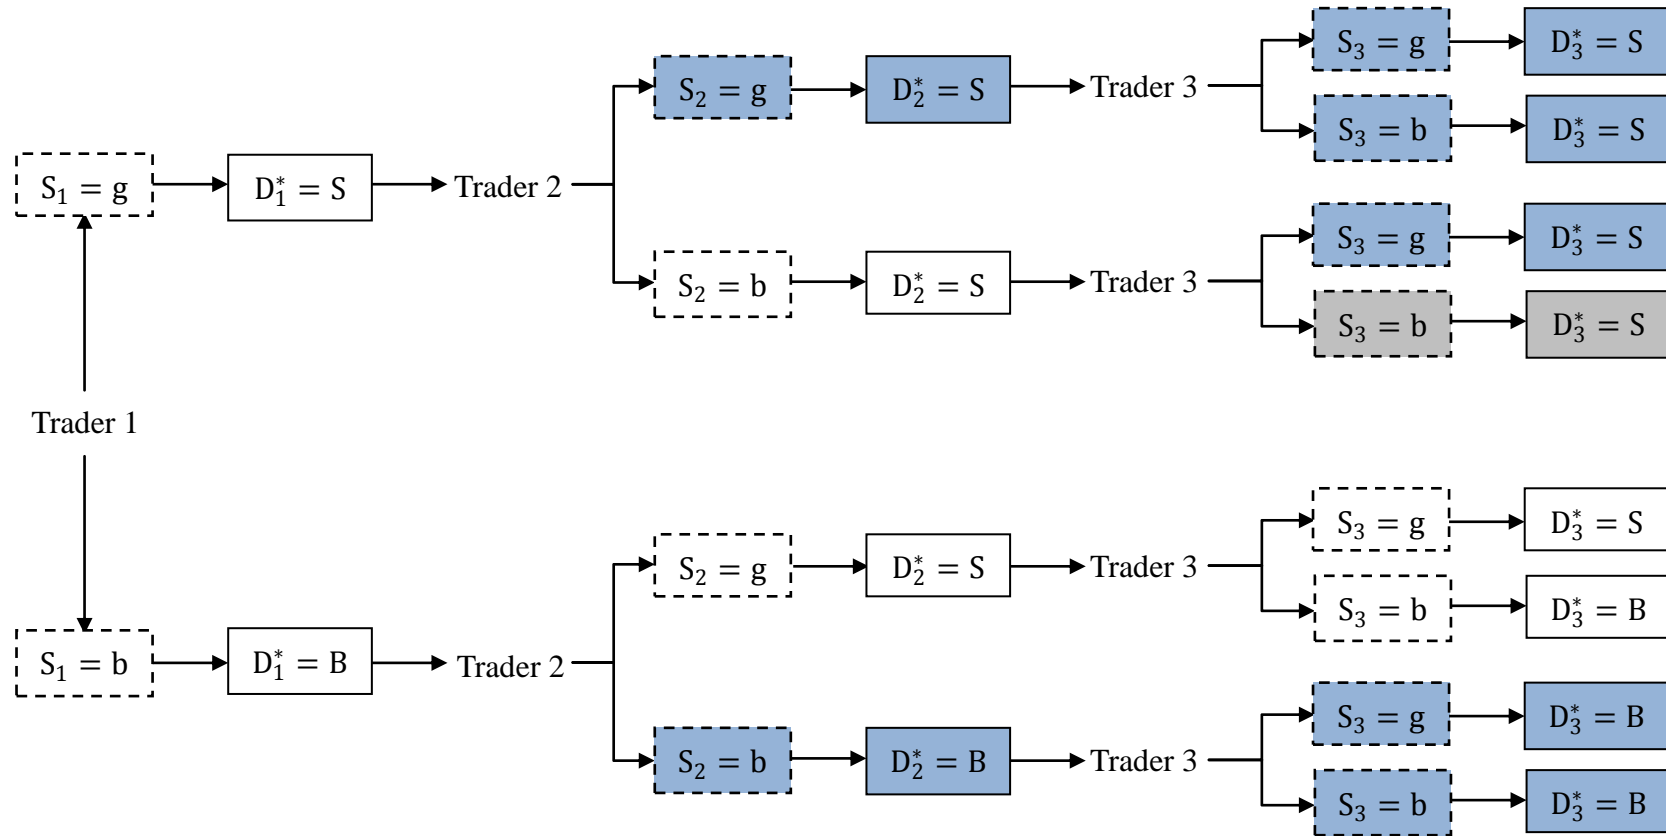 S₃ = g D₃* = S
S₂ = g D₂* = S Trader 3
S₃ = b D₃* = S
S₁ = g D₁* = S Trader 2
S₃ = g D₃* = S
S₂ = b D₂* = S Trader 3
S₃ = b D₃* = S
Trader 1
S₃ = g D₃* = S
S₂ = g D₂* = S Trader 3
S₃ = b D₃* = B
S₁ = b D₁* = B Trader 2
S₃ = g D₃* = B
S₂ = b D₂* = B Trader 3
S₃ = b D₃* = B